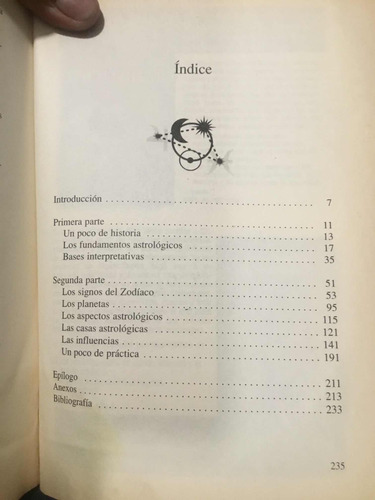 Índice
Introducción ........................................ 7
Primera parte ........................................ 11
Un poco de historia ........................................ 13
Los fundamentos astrológicos ........................................ 17
Bases interpretativas ........................................ 35
Segunda parte ........................................ 51
Los signos del Zodíaco ........................................ 53
Los planetas ........................................ 95
Los aspectos astrológicos ........................................ 115
Las casas astrológicas ........................................ 121
Las influencias ........................................ 141
Un poco de práctica ........................................ 191
Epílogo ........................................ 211
Anexos ........................................ 213
Bibliografía ........................................ 233
235